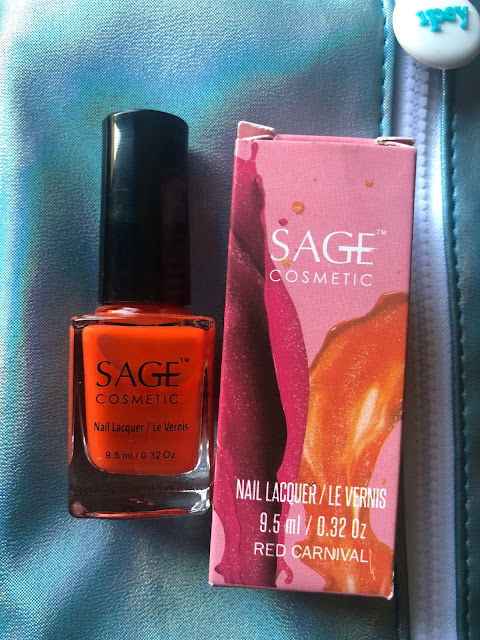 ipsy
SAGE™
COSMETIC
Nail Lacquer / Le Vernis
9.5 ml / 0.32 Oz
SAGE™
COSMETIC
NAIL LACQUER / LE VERNIS
9.5 ml / 0.32 Oz
RED CARNIVAL